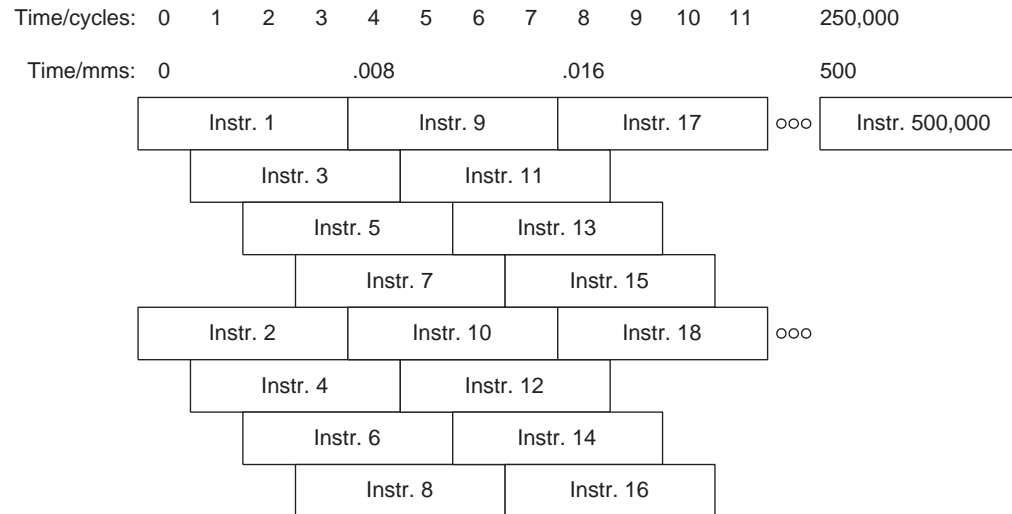 Time/cycles: 0 1 2 3 4 5 6 7 8 9 10 11 250,000
Time/mms: 0 .008 .016 500
Instr. 1 Instr. 9 Instr. 17 ooo Instr. 500,000
Instr. 3 Instr. 11
Instr. 5 Instr. 13
Instr. 7 Instr. 15
Instr. 2 Instr. 10 Instr. 18 ooo
Instr. 4 Instr. 12
Instr. 6 Instr. 14
Instr. 8 Instr. 16